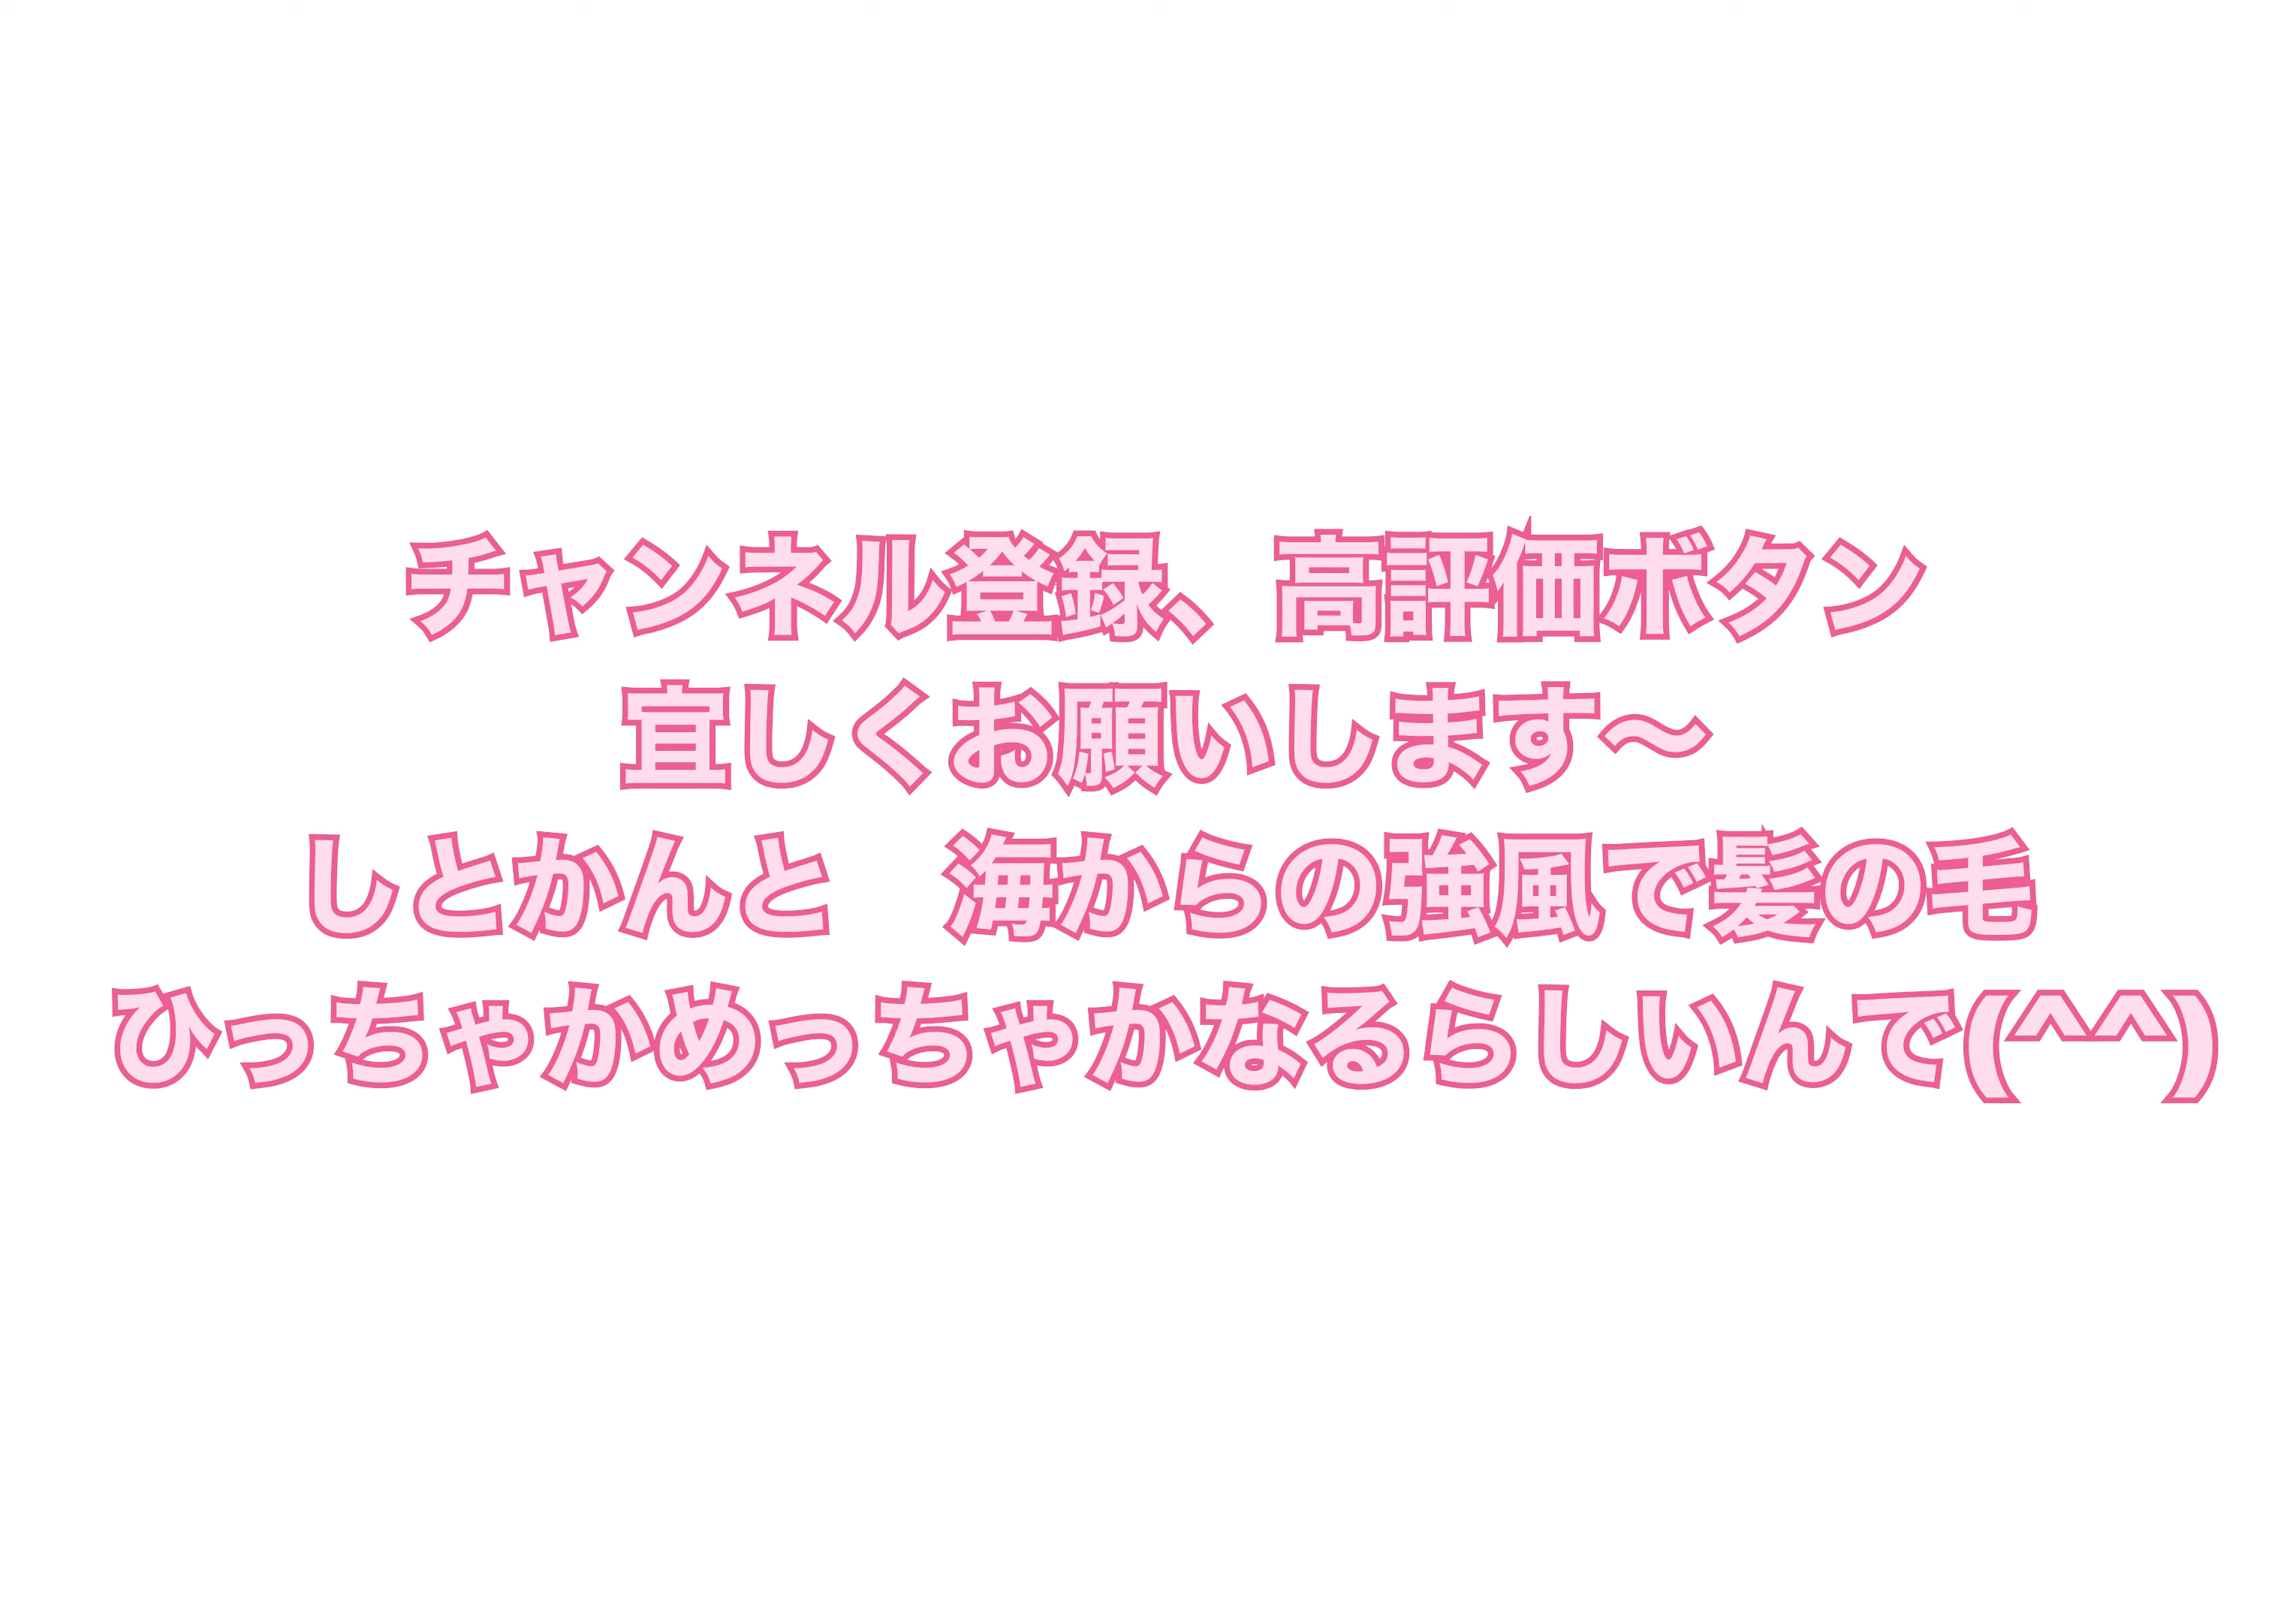 チャンネル登録、高評価ボタン
宜しくお願いします～
しとかんと　海からの強風で髪の毛
ひっちゃかめっちゃかなるらしいんで(^^)